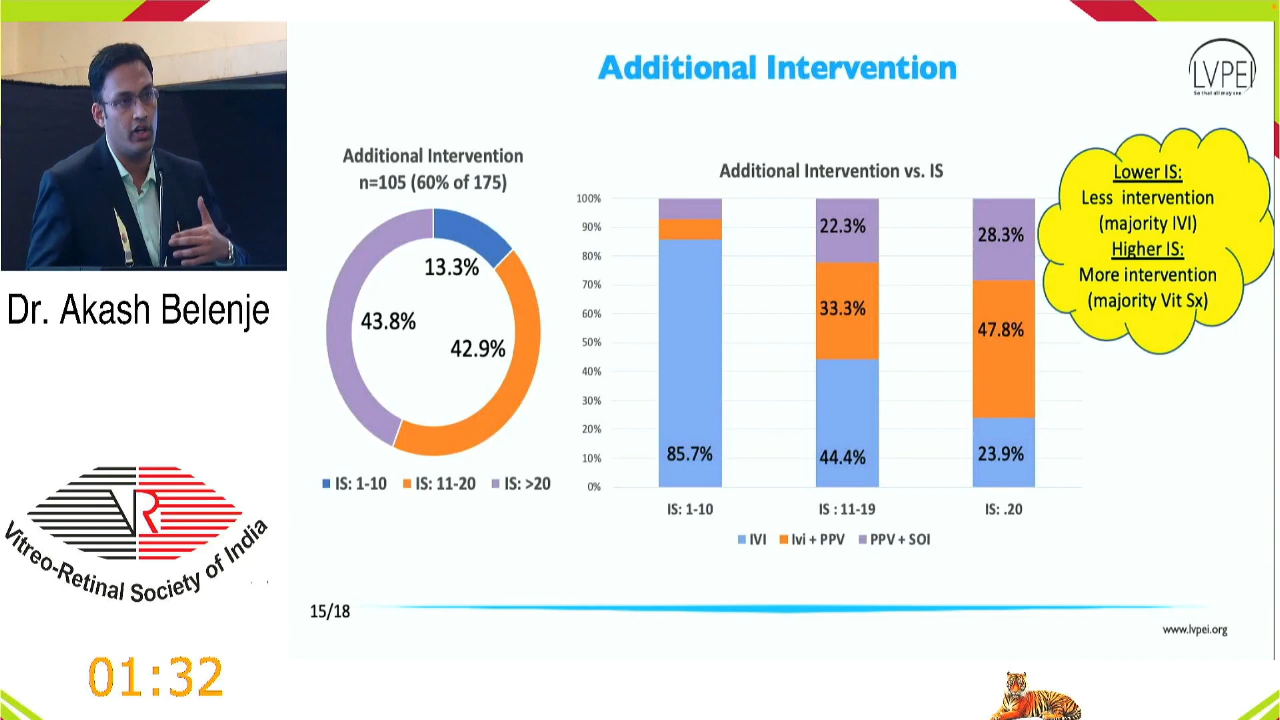 Additional Intervention
LVPEI
So that all may see
Additional Intervention
n=105 (60% of 175)
13.3%
43.8%
42.9%
IS: 1-10
IS: 11-20
IS: >20
Additional Intervention vs. IS
100%
90%
80%
70%
60%
50%
40%
30%
20%
10%
0%
22.3%
28.3%
33.3%
47.8%
85.7%
44.4%
23.9%
IS: 1-10
IS : 11-19
IS: .20
IVI
Ivi + PPV
PPV + SOI
Lower IS:
Less intervention
(majority IVI)
Higher IS:
More intervention
(majority Vit Sx)
Dr. Akash Belenje
VR
Vitreo-Retinal Society of India
01:32
15/18
www.lvpei.org